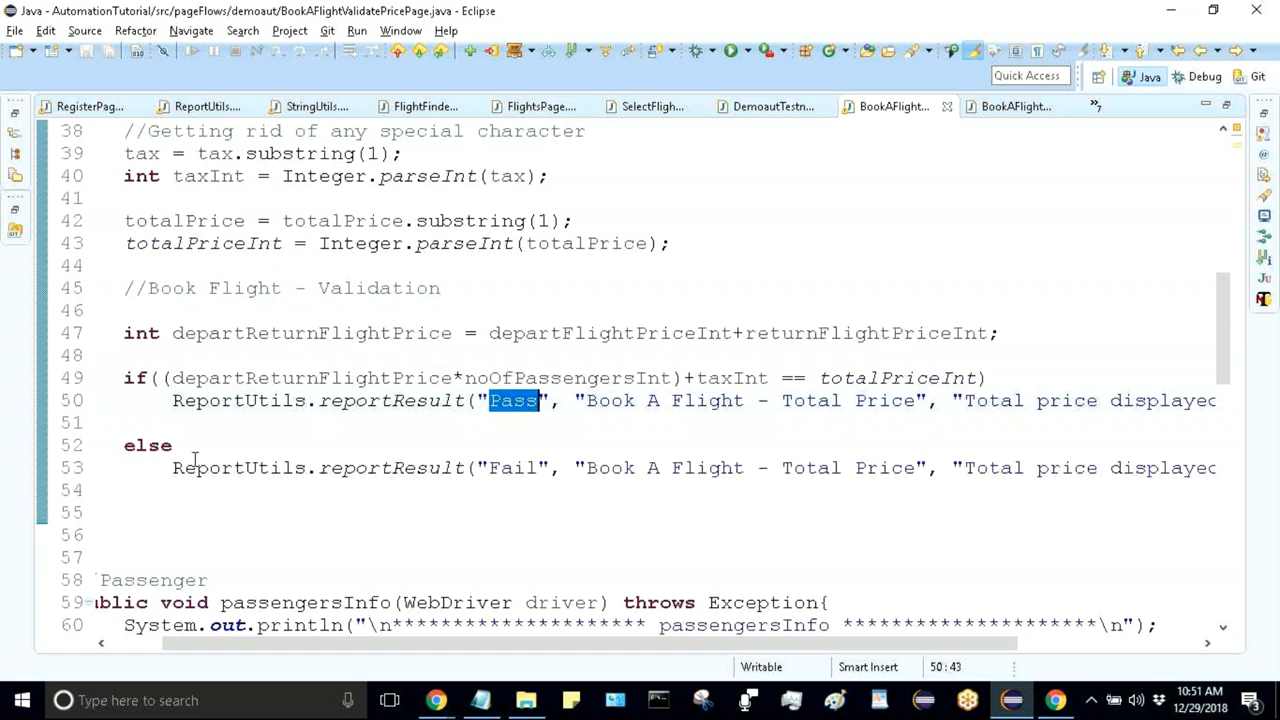 Java - AutomationTutorial/src/pageFlows/demoaut/BookAFlightValidatePricePage.java - Eclipse
File Edit Source Refactor Navigate Search Project Git Run Window Help
Quick Access Java Debug Git
RegisterPag... ReportUtils.... StringUtils.... FlightFinde... FlightsPage.... SelectFligh... DemoautTestn... BookAFlight... BookAFlight... »7
38 //Getting rid of any special character
39 tax = tax.substring(1);
40 int taxInt = Integer.parseInt(tax);
41
42 totalPrice = totalPrice.substring(1);
43 totalPriceInt = Integer.parseInt(totalPrice);
44
45 //Book Flight - Validation
46
47 int departReturnFlightPrice = departFlightPriceInt+returnFlightPriceInt;
48
49 if((departReturnFlightPrice*noOfPassengersInt)+taxInt == totalPriceInt)
50 ReportUtils.reportResult("Pass", "Book A Flight - Total Price", "Total price displayed
51
52 else
53 ReportUtils.reportResult("Fail", "Book A Flight - Total Price", "Total price displayed
54
55
56
57
58 Passenger
59 ublic void passengersInfo(WebDriver driver) throws Exception{
60 System.out.println("\n********************* passengersInfo *********************\n");
Writable Smart Insert 50:43
Type here to search
10:51 AM
12/29/2018
3